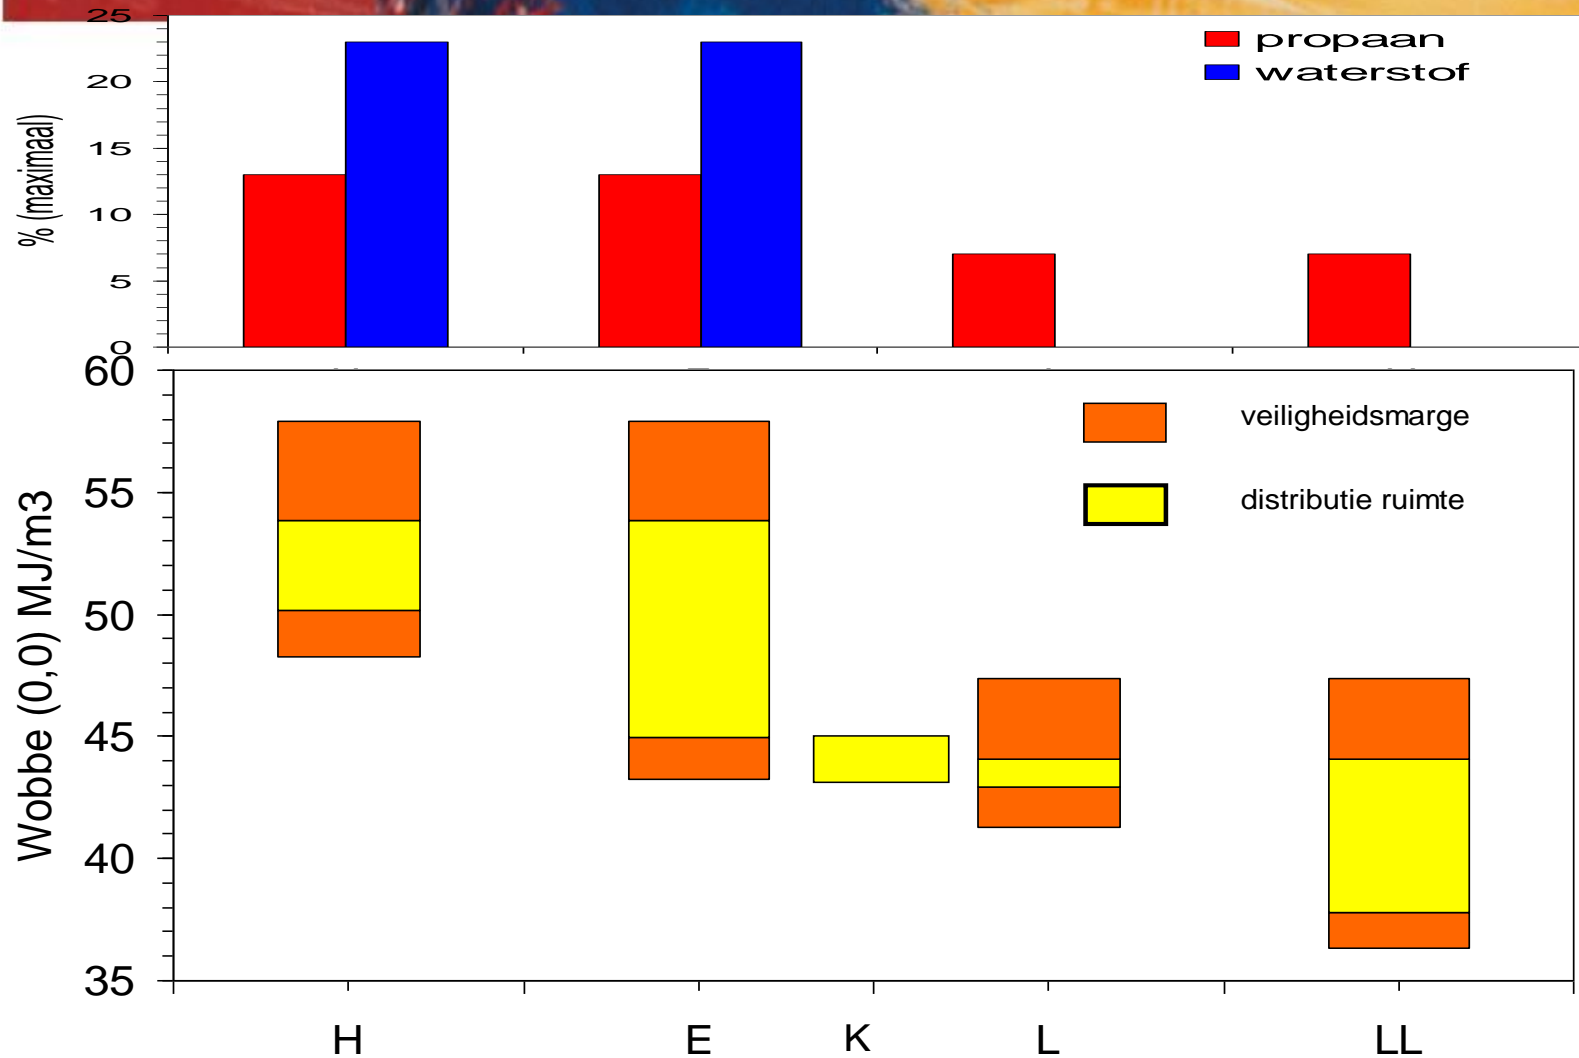 25
20
15
10
5
0
% (maximaal)
propaan
waterstof
60
55
50
45
40
35
Wobbe (0,0) MJ/m3
veiligheidsmarge
distributie ruimte
H E K L LL